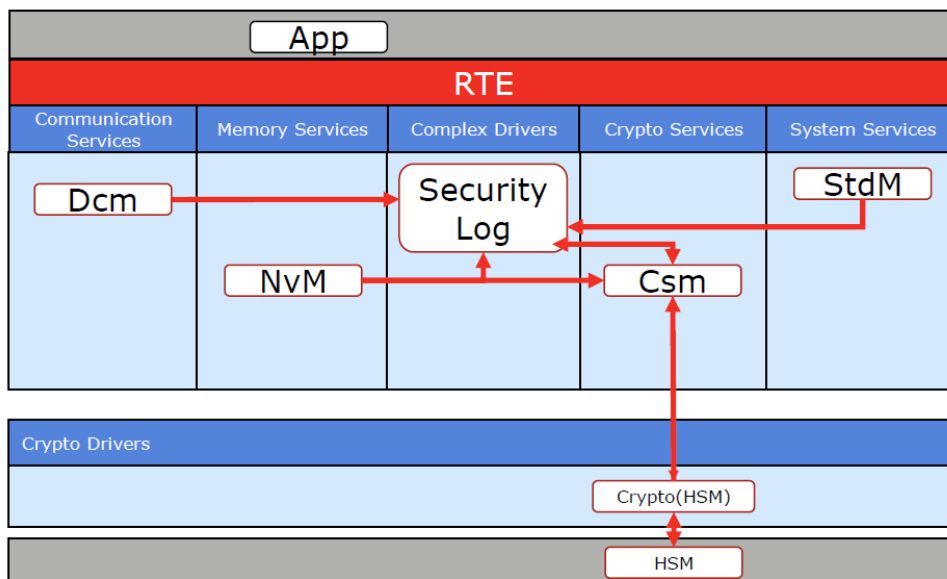 App
RTE
Communication
Services
Memory Services
Complex Drivers
Crypto Services
System Services
Dcm
Security
Log
StdM
NvM
Csm
Crypto Drivers
Crypto(HSM)
HSM